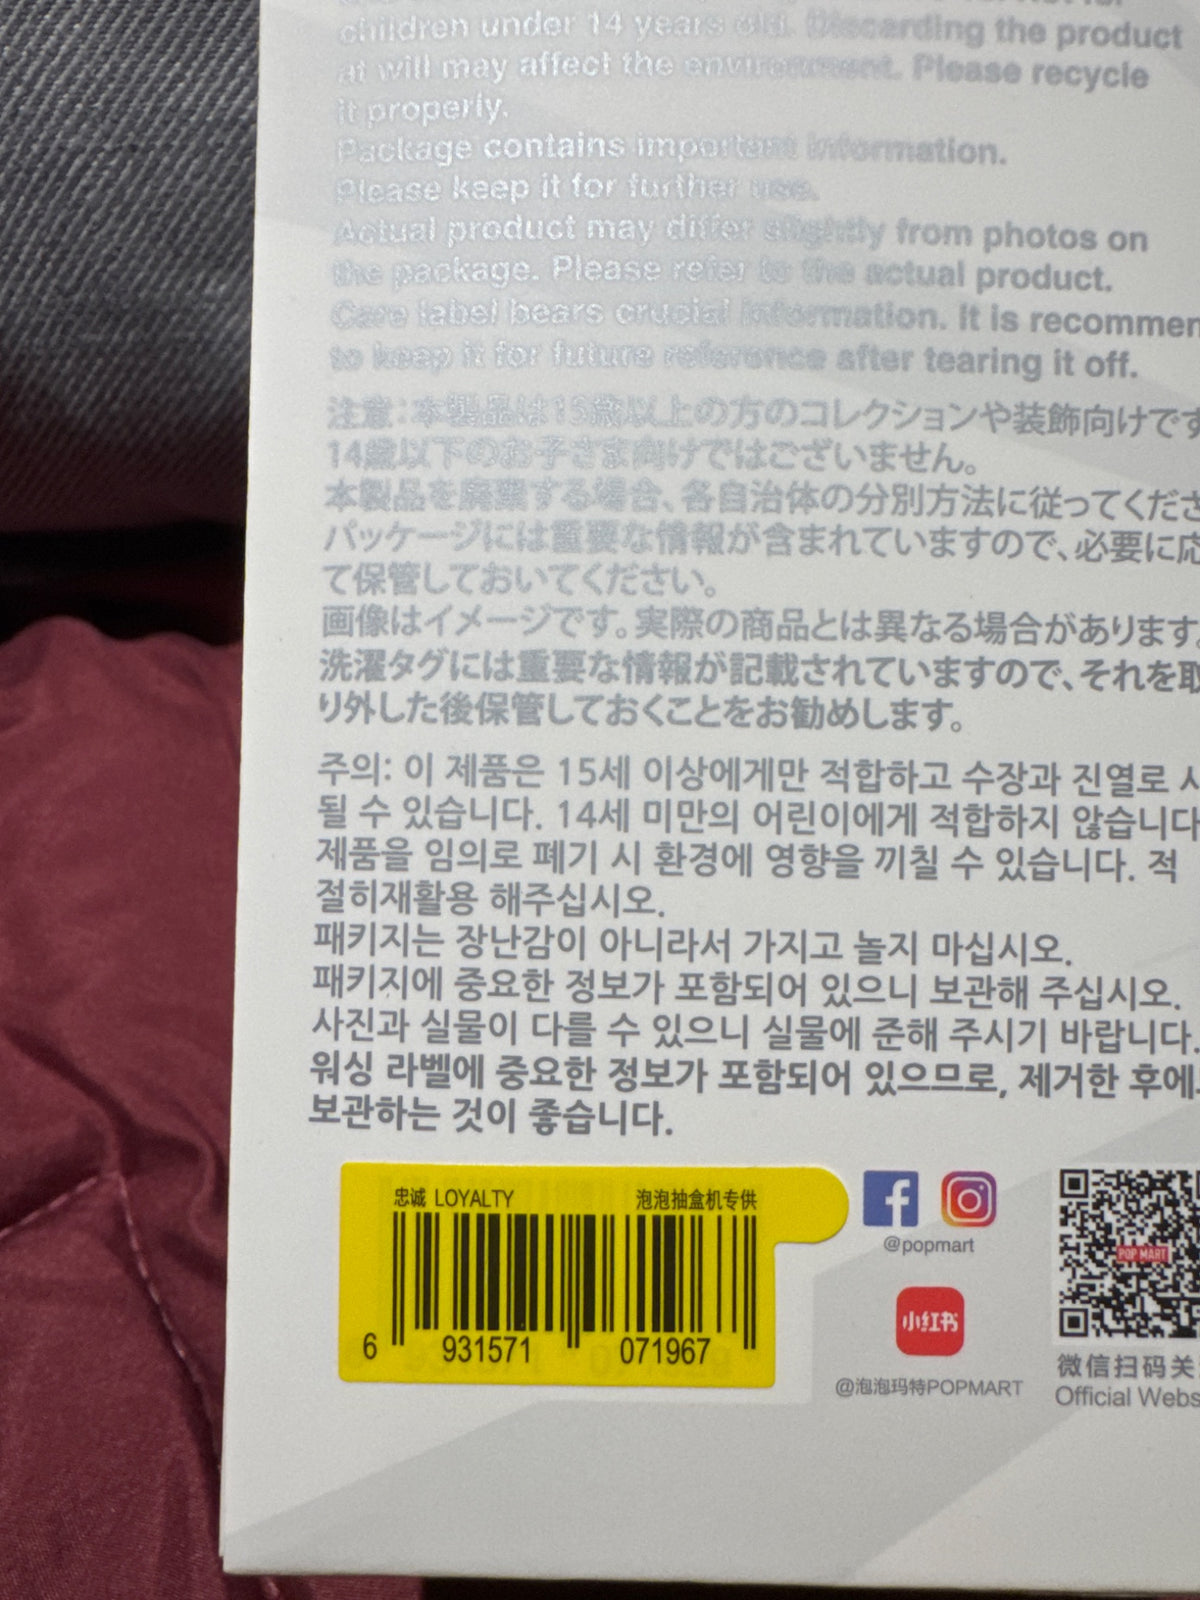 children under 14 years old. Discarding the product
at will may affect the environment. Please recycle
it properly.
Package contains important information.
Please keep it for further use.
Actual product may differ slightly from photos on
the package. Please refer to the actual product.
Care label bears crucial information. It is recommen
to keep it for future reference after tearing it off.
注意：本製品は15歳以上の方のコレクションや装飾向けです
14歳以下のお子さま向けではございません。
本製品を廃棄する場合、各自治体の分別方法に従ってくださ
パッケージには重要な情報が含まれていますので、必要に応
て保管しておいてください。
画像はイメージです。実際の商品とは異なる場合があります。
洗濯タグには重要な情報が記載されていますので、それを取
り外した後保管しておくことをお勧めします。
주의: 이 제품은 15세 이상에게만 적합하고 수장과 진열로 사
될 수 있습니다. 14세 미만의 어린이에게 적합하지 않습니다
제품을 임의로 폐기 시 환경에 영향을 끼칠 수 있습니다. 적
절히재활용 해주십시오.
패키지는 장난감이 아니라서 가지고 놀지 마십시오.
패키지에 중요한 정보가 포함되어 있으니 보관해 주십시오.
사진과 실물이 다를 수 있으니 실물에 준해 주시기 바랍니다.
워싱 라벨에 중요한 정보가 포함되어 있으므로, 제거한 후에
보관하는 것이 좋습니다.
忠诚 LOYALTY 泡泡抽盒机专供
6 931571 071967
@popmart
小红书
@泡泡玛特POPMART
POP MART
微信扫码关
Official Webs